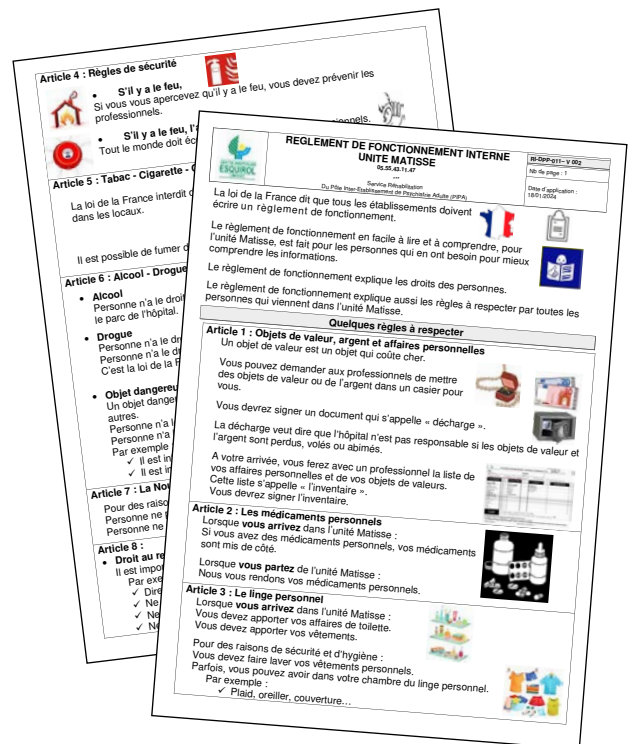 Article 4 : Règles de sécurité
• S'il y a le feu,
Si vous vous apercevez qu'il y a le feu, vous devez prévenir les
professionnels.
• S'il y a le feu, l'a
Tout le monde doit éc
Article 5 : Tabac - Cigarette -
La loi de la France interdit d
dans les locaux.
Il est possible de fumer d
Article 6 : Alcool - Drogue
• Alcool
Personne n'a le droi
le parc de l'hôpital.
• Drogue
Personne n'a le dr
Personne n'a le dr
C'est la loi de la F
• Objet dangereu
Un objet danger
autres.
Personne n'a l
Personne n'a
Par exemple
✓ Il est in
✓ Il est in
Article 7 : La Nou
Pour des raiso
Personne ne p
Personne ne
Article 8 :
• Droit au re
Il est impor
Par exe
✓ Dire
✓ Ne
✓ Ne
✓ Ne
ESQUIROL
REGLEMENT DE FONCTIONNEMENT INTERNE
UNITE MATISSE
05.55.43.11.47
Service Réhabilitation
Du Pôle Inter-Etablissement de Psychiatrie Adulte (PIPA)
RI-DPP-011– V 002
Nb de page : 1
Date d'application :
18/01/2024
La loi de la France dit que tous les établissements doivent
écrire un règlement de fonctionnement.
Le règlement de fonctionnement en facile à lire et à comprendre, pour
l'unité Matisse, est fait pour les personnes qui en ont besoin pour mieux
comprendre les informations.
Le règlement de fonctionnement explique les droits des personnes.
Le règlement de fonctionnement explique aussi les règles à respecter par toutes les
personnes qui viennent dans l'unité Matisse.
Quelques règles à respecter
Article 1 : Objets de valeur, argent et affaires personnelles
Un objet de valeur est un objet qui coûte cher.
Vous pouvez demander aux professionnels de mettre
des objets de valeur ou de l'argent dans un casier pour
vous.
Vous devrez signer un document qui s'appelle « décharge ».
La décharge veut dire que l'hôpital n'est pas responsable si les objets de valeur et
l'argent sont perdus, volés ou abimés.
A votre arrivée, vous ferez avec un professionnel la liste de
vos affaires personnelles et de vos objets de valeurs.
Cette liste s'appelle « l'inventaire ».
Vous devrez signer l'inventaire.
Article 2 : Les médicaments personnels
Lorsque vous arrivez dans l'unité Matisse :
Si vous avez des médicaments personnels, vos médicaments
sont mis de côté.
Lorsque vous partez de l'unité Matisse :
Nous vous rendons vos médicaments personnels.
Article 3 : Le linge personnel
Lorsque vous arrivez dans l'unité Matisse :
Vous devez apporter vos affaires de toilette.
Vous devez apporter vos vêtements.
Pour des raisons de sécurité et d'hygiène :
Vous devez faire laver vos vêtements personnels.
Parfois, vous pouvez avoir dans votre chambre du linge personnel.
Par exemple :
✓ Plaid, oreiller, couverture…